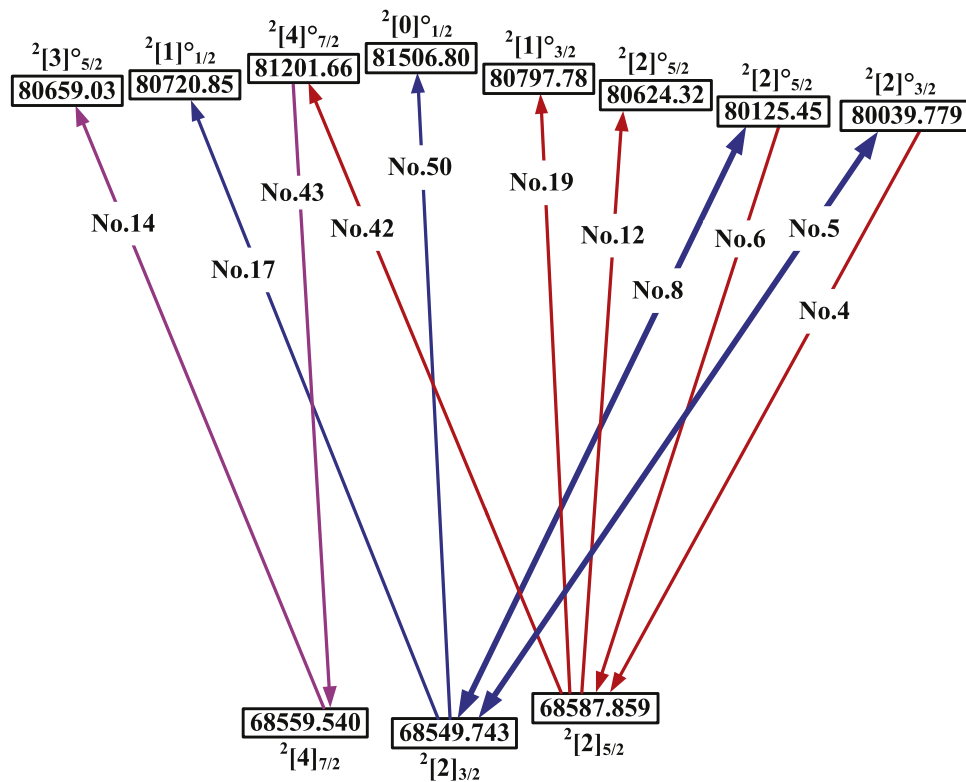 ²[3]°₅/₂
²[1]°₁/₂
²[4]°₇/₂
²[0]°₁/₂
²[1]°₃/₂
²[2]°₅/₂
²[2]°₅/₂
²[2]°₃/₂
80659.03
80720.85
81201.66
81506.80
80797.78
80624.32
80125.45
80039.779
No.14
No.17
No.43
No.42
No.50
No.19
No.12
No.8
No.6
No.5
No.4
68559.540
68549.743
68587.859
²[4]₇/₂
²[2]₃/₂
²[2]₅/₂